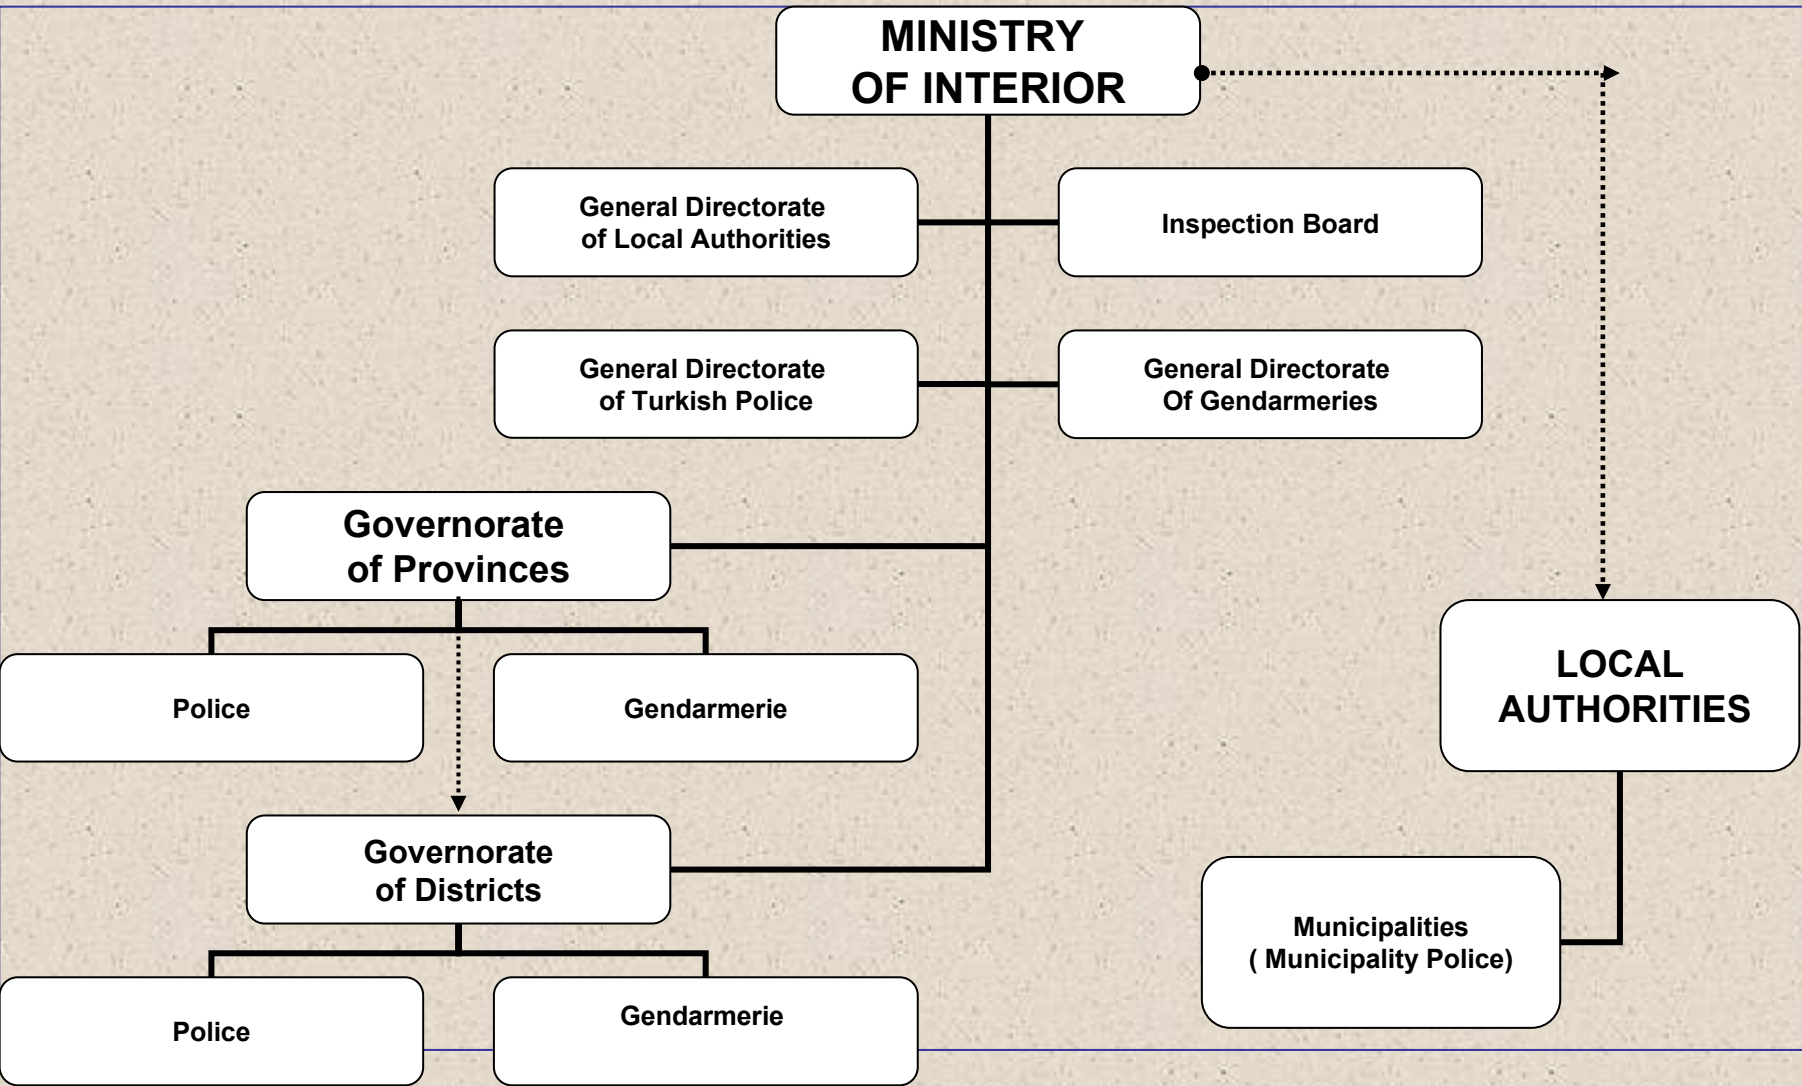 MINISTRY
OF INTERIOR
General Directorate
of Local Authorities
Inspection Board
General Directorate
of Turkish Police
General Directorate
Of Gendarmeries
Governorate
of Provinces
Police
Gendarmerie
LOCAL
AUTHORITIES
Governorate
of Districts
Municipalities
( Municipality Police)
Police
Gendarmerie